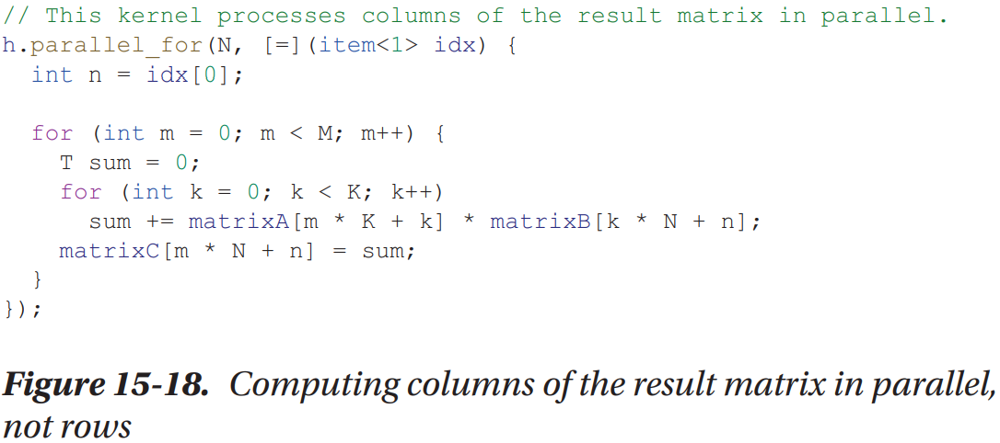 // This kernel processes columns of the result matrix in parallel.
h.parallel_for(N, [=](item<1> idx) {
  int n = idx[0];

  for (int m = 0; m < M; m++) {
    T sum = 0;
    for (int k = 0; k < K; k++)
      sum += matrixA[m * K + k] * matrixB[k * N + n];
    matrixC[m * N + n] = sum;
  }
});
Figure 15-18. Computing columns of the result matrix in parallel,
not rows